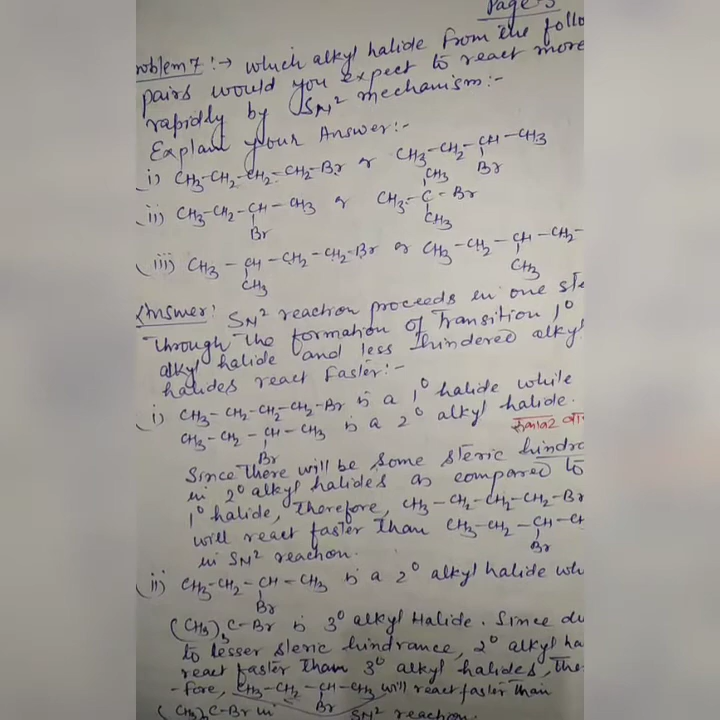 Page-3
roblem 7 :→ which alkyl halide from the follo
pairs would you expect to react more
rapidly by SN² mechanism:-
Explain your Answer:-
i) CH3-CH2-CH2-CH2-Br or CH3-CH2-CH-CH3
Br
ii) CH3-CH2-CH-CH3 or CH3-C-Br
CH3
Br
CH3
iii) CH3-CH-CH2-CH2-Br or CH3-CH2-CH-CH2-
CH3
CH3
Answer: SN² reaction proceeds in one ste
through the formation of Transition 1°
alkyl halide and less hindered alkyl
halides react faster:-
i) CH3-CH2-CH2-CH2-Br is a 1° halide while
CH3-CH2-CH-CH3 is a 2° alkyl halide.
Br
Since there will be some steric hindra
in 2° alkyl halides as compared to
1° halide, therefore, CH3-CH2-CH2-CH2-Br
will react faster than CH3-CH2-CH-CH
Br
in SN² reacion.
ii) CH3-CH2-CH-CH3 is a 2° alkyl halide whi
Br
(CH3)3C-Br is 3° alkyl Halide. Since du
to lesser steric hindrance, 2° alkyl ha
react faster than 3° alkyl halides, The
-fore, CH3-CH2-CH-CH3 will react faster than
Br
(CH3)3C-Br in SN² reaction.